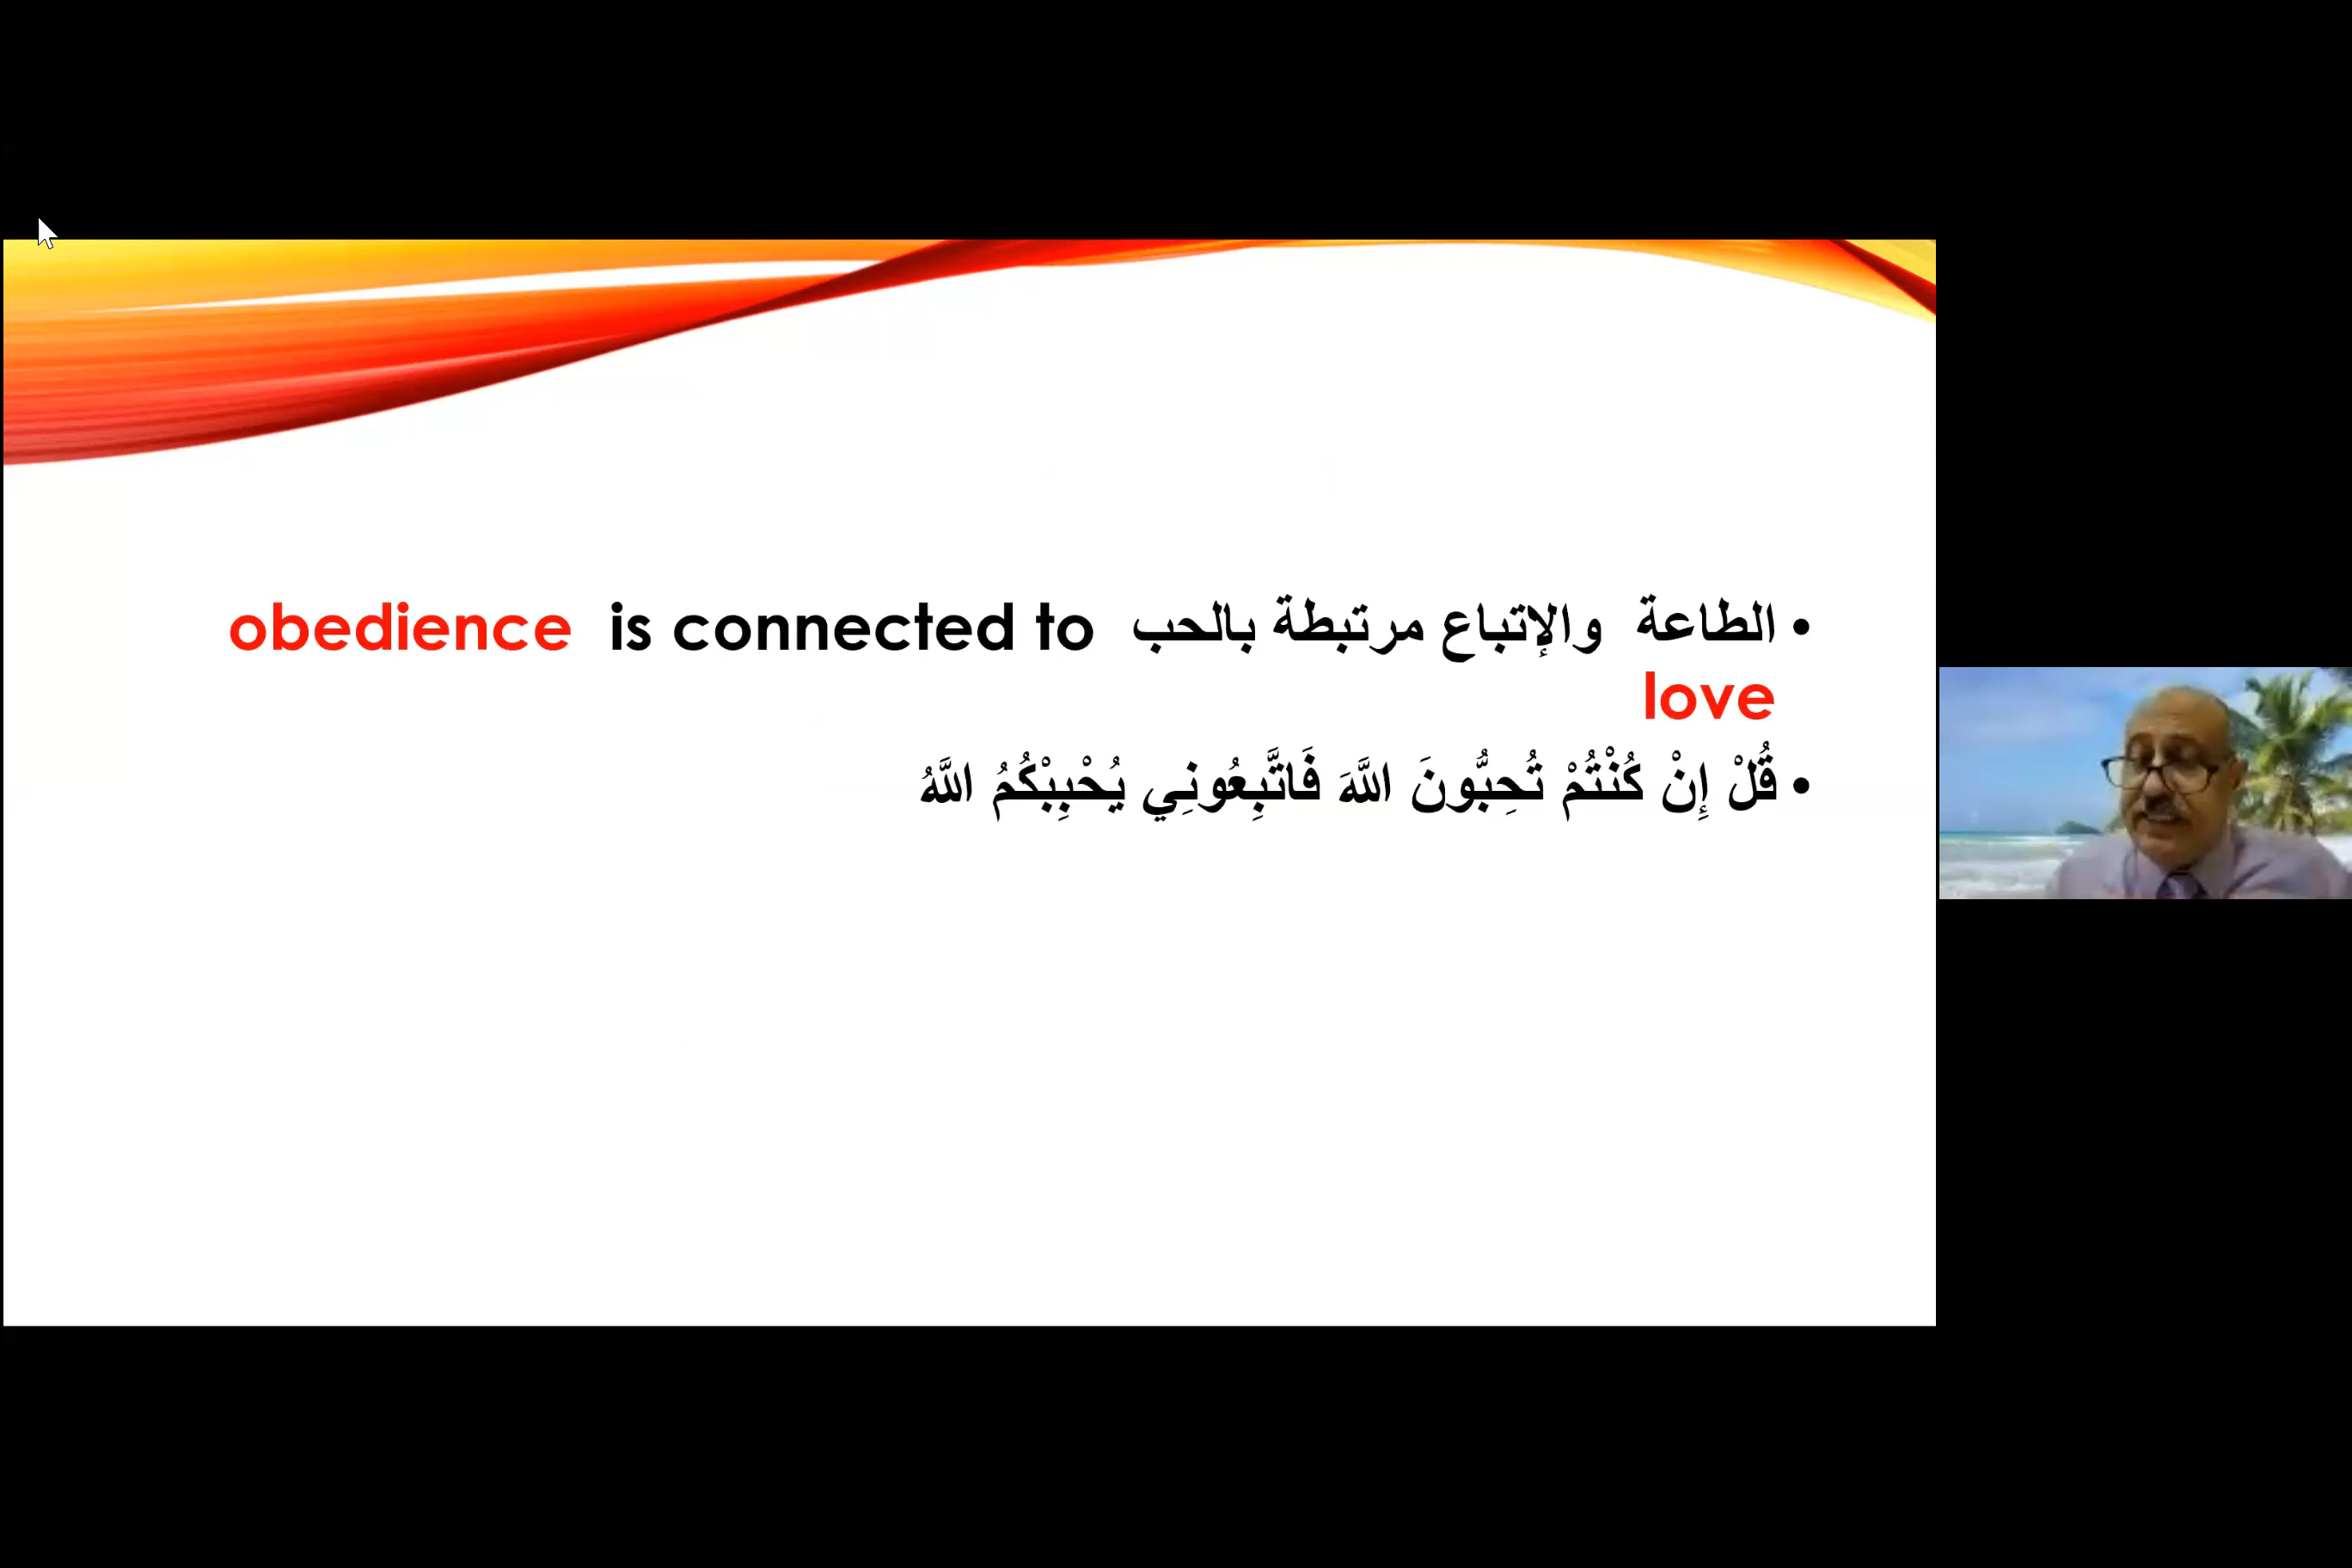 • الطاعة والإتباع مرتبطة بالحب obedience is connected to
love
• قُلْ إِنْ كُنْتُمْ تُحِبُّونَ اللَّهَ فَاتَّبِعُونِي يُحْبِبْكُمُ اللَّهُ